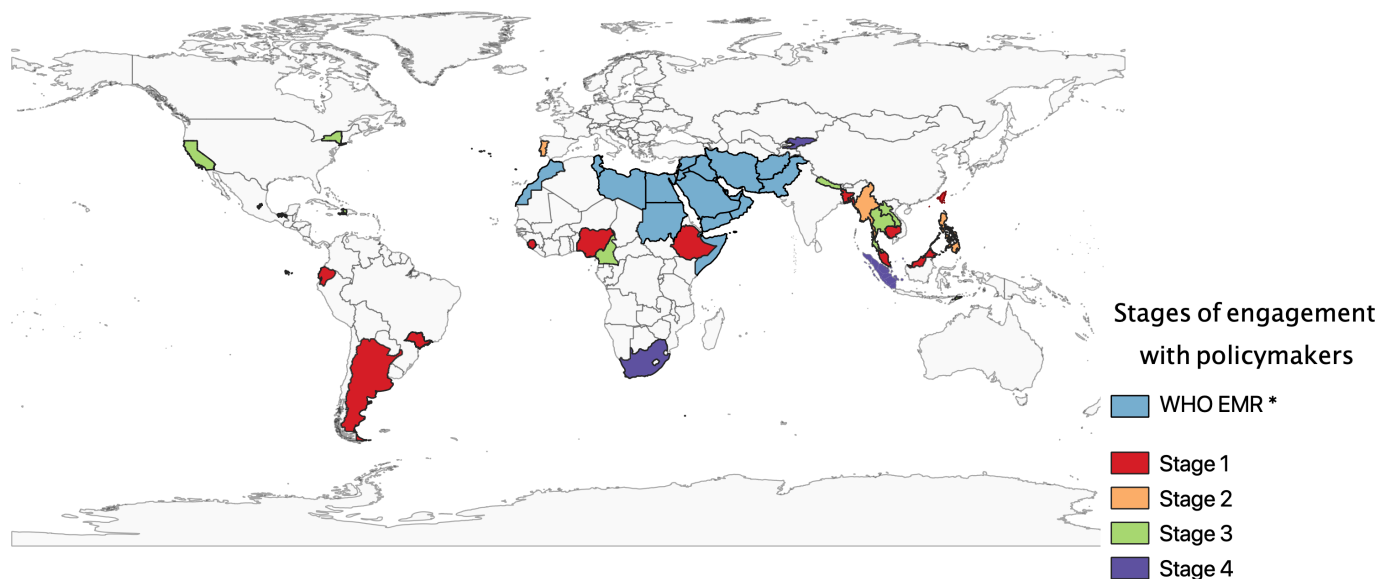 Stages of engagement
with policymakers
WHO EMR *
Stage 1
Stage 2
Stage 3
Stage 4